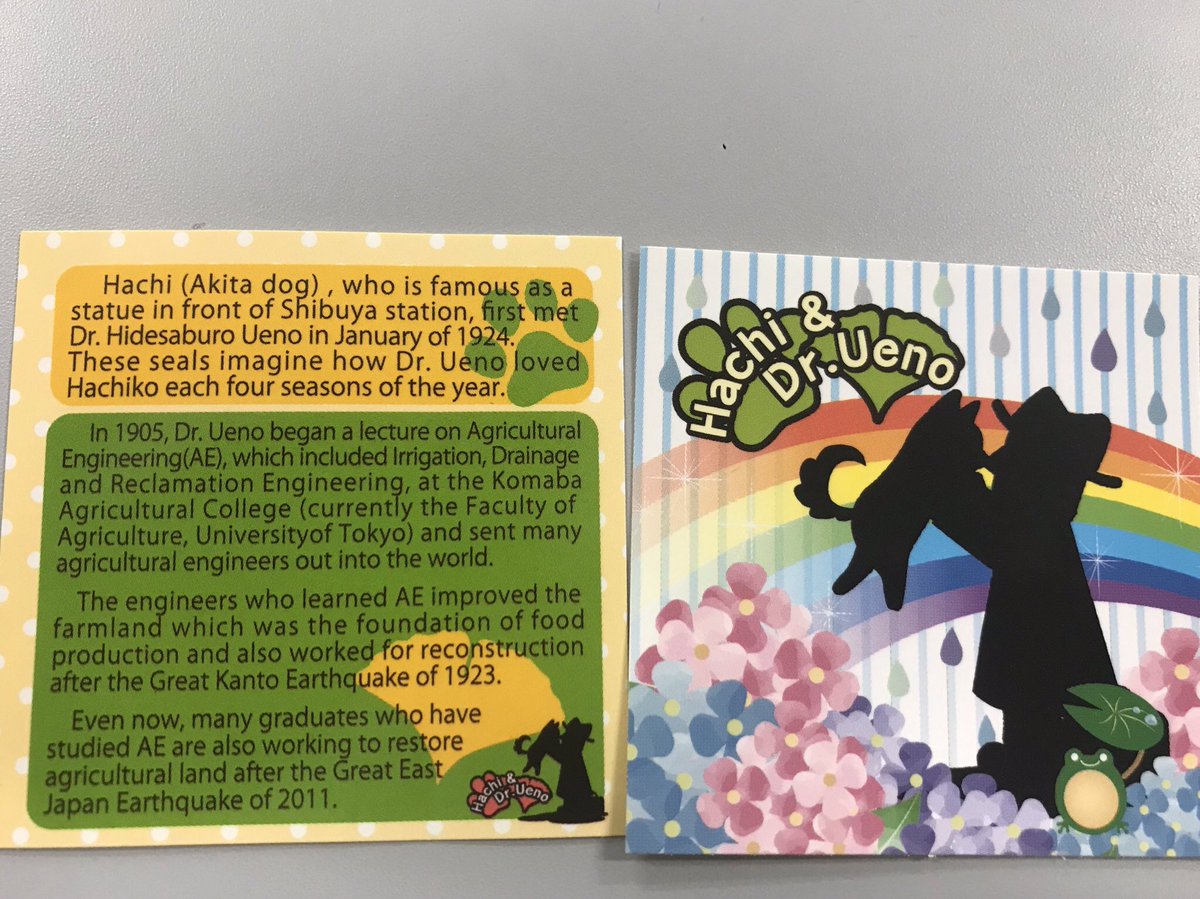 Hachi (Akita dog) , who is famous as a
statue in front of Shibuya station, first met
Dr. Hidesaburo Ueno in January of 1924.
These seals imagine how Dr. Ueno loved
Hachiko each four seasons of the year.
In 1905, Dr. Ueno began a lecture on Agricultural
Engineering(AE), which included Irrigation, Drainage
and Reclamation Engineering, at the Komaba
Agricultural College (currently the Faculty of
Agriculture, Universityof Tokyo) and sent many
agricultural engineers out into the world.
The engineers who learned AE improved the
farmland which was the foundation of food
production and also worked for reconstruction
after the Great Kanto Earthquake of 1923.
Even now, many graduates who have
studied AE are also working to restore
agricultural land after the Great East
Japan Earthquake of 2011.
Hachi &
Dr. Ueno
Hachi &
Dr. Ueno